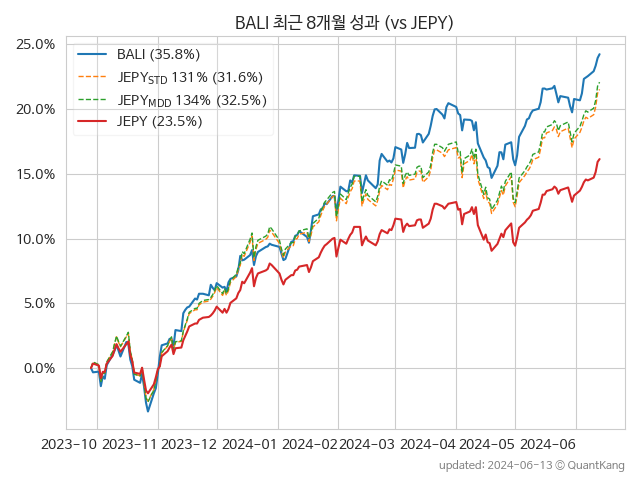 BALI 최근 8개월 성과 (vs JEPY)
25.0%
20.0%
15.0%
10.0%
5.0%
0.0%
BALI (35.8%)
JEPY_STD 131% (31.6%)
JEPY_MDD 134% (32.5%)
JEPY (23.5%)
2023-10 2023-11 2023-12 2024-01 2024-02 2024-03 2024-04 2024-05 2024-06
updated: 2024-06-13 ⓒ QuantKang